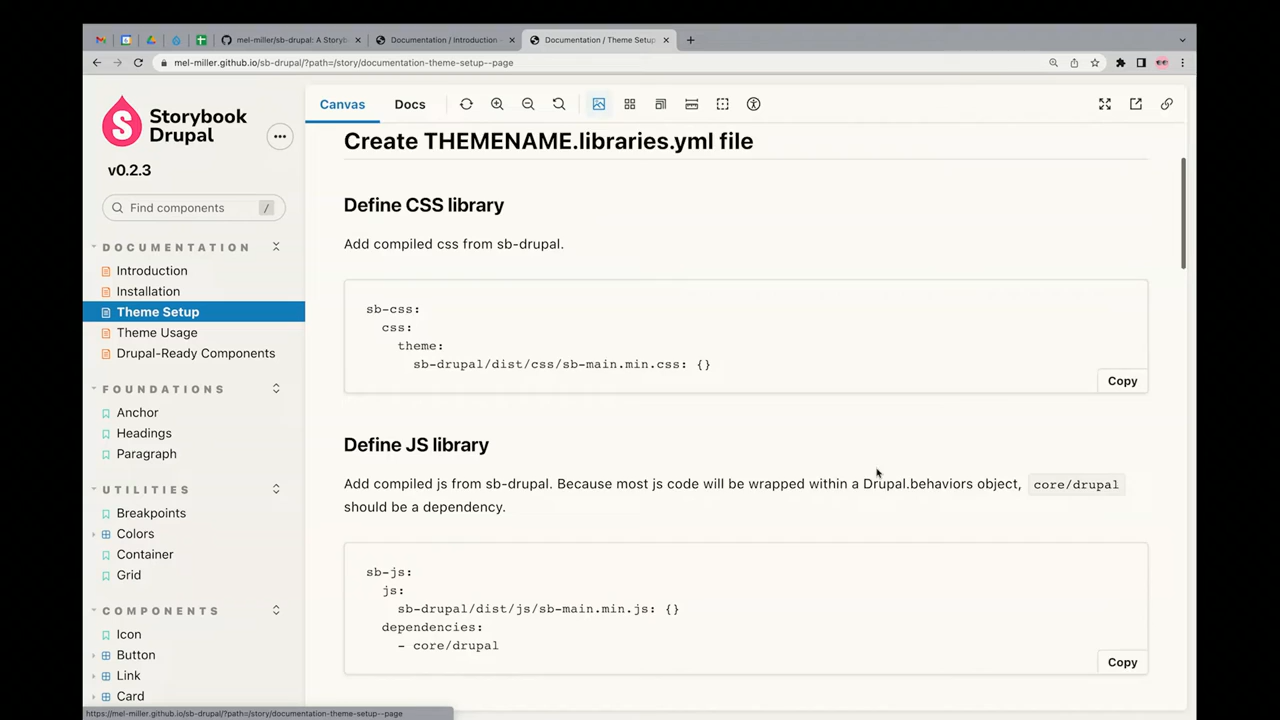 mel-miller/sb-drupal: A Storyb
Documentation / Introduction
Documentation / Theme Setup
mel-miller.github.io/sb-drupal/?path=/story/documentation-theme-setup--page
Storybook
Drupal
v0.2.3
Find components /
DOCUMENTATION
Introduction
Installation
Theme Setup
Theme Usage
Drupal-Ready Components
FOUNDATIONS
Anchor
Headings
Paragraph
UTILITIES
Breakpoints
Colors
Container
Grid
COMPONENTS
Icon
Button
Link
Card
Canvas Docs
Create THEMENAME.libraries.yml file
Define CSS library
Add compiled css from sb-drupal.
sb-css:
css:
theme:
sb-drupal/dist/css/sb-main.min.css: {}
Copy
Define JS library
Add compiled js from sb-drupal. Because most js code will be wrapped within a Drupal.behaviors object, core/drupal
should be a dependency.
sb-js:
js:
sb-drupal/dist/js/sb-main.min.js: {}
dependencies:
- core/drupal
Copy
https://mel-miller.github.io/sb-drupal/?path=/story/documentation-theme-setup--page